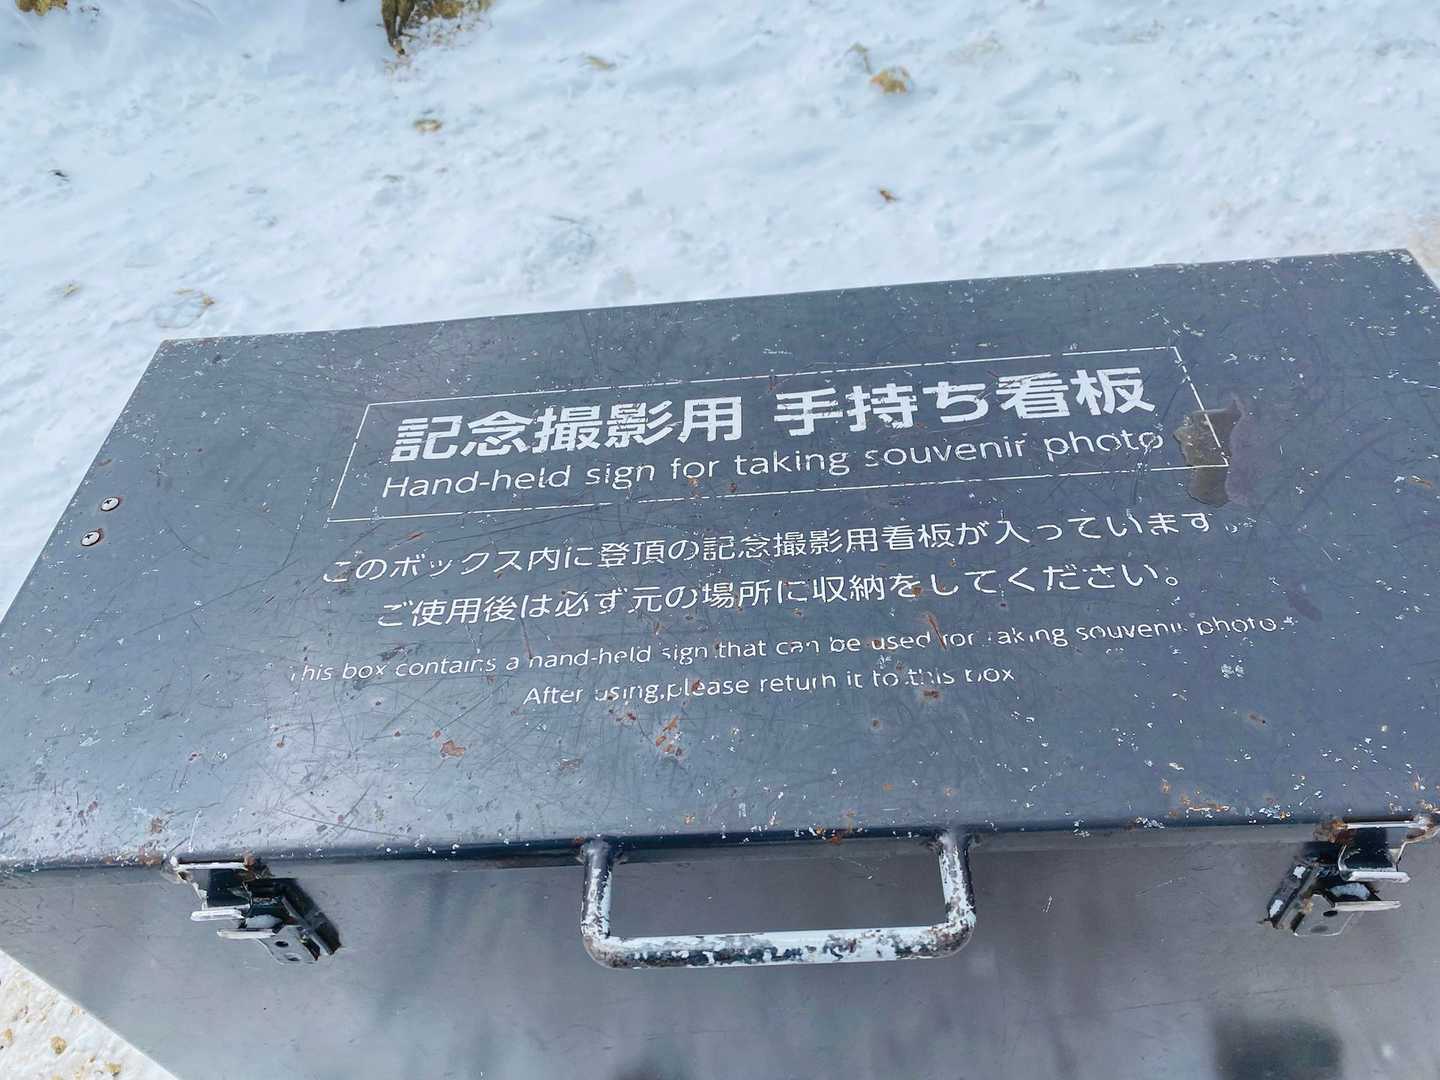 記念撮影用 手持ち看板
Hand-held sign for taking souvenir photo
このボックス内に登頂の記念撮影用看板が入っています。
ご使用後は必ず元の場所に収納をしてください。
This box contains a hand-held sign that can be used for taking souvenir photo.
After using,please return it to this box